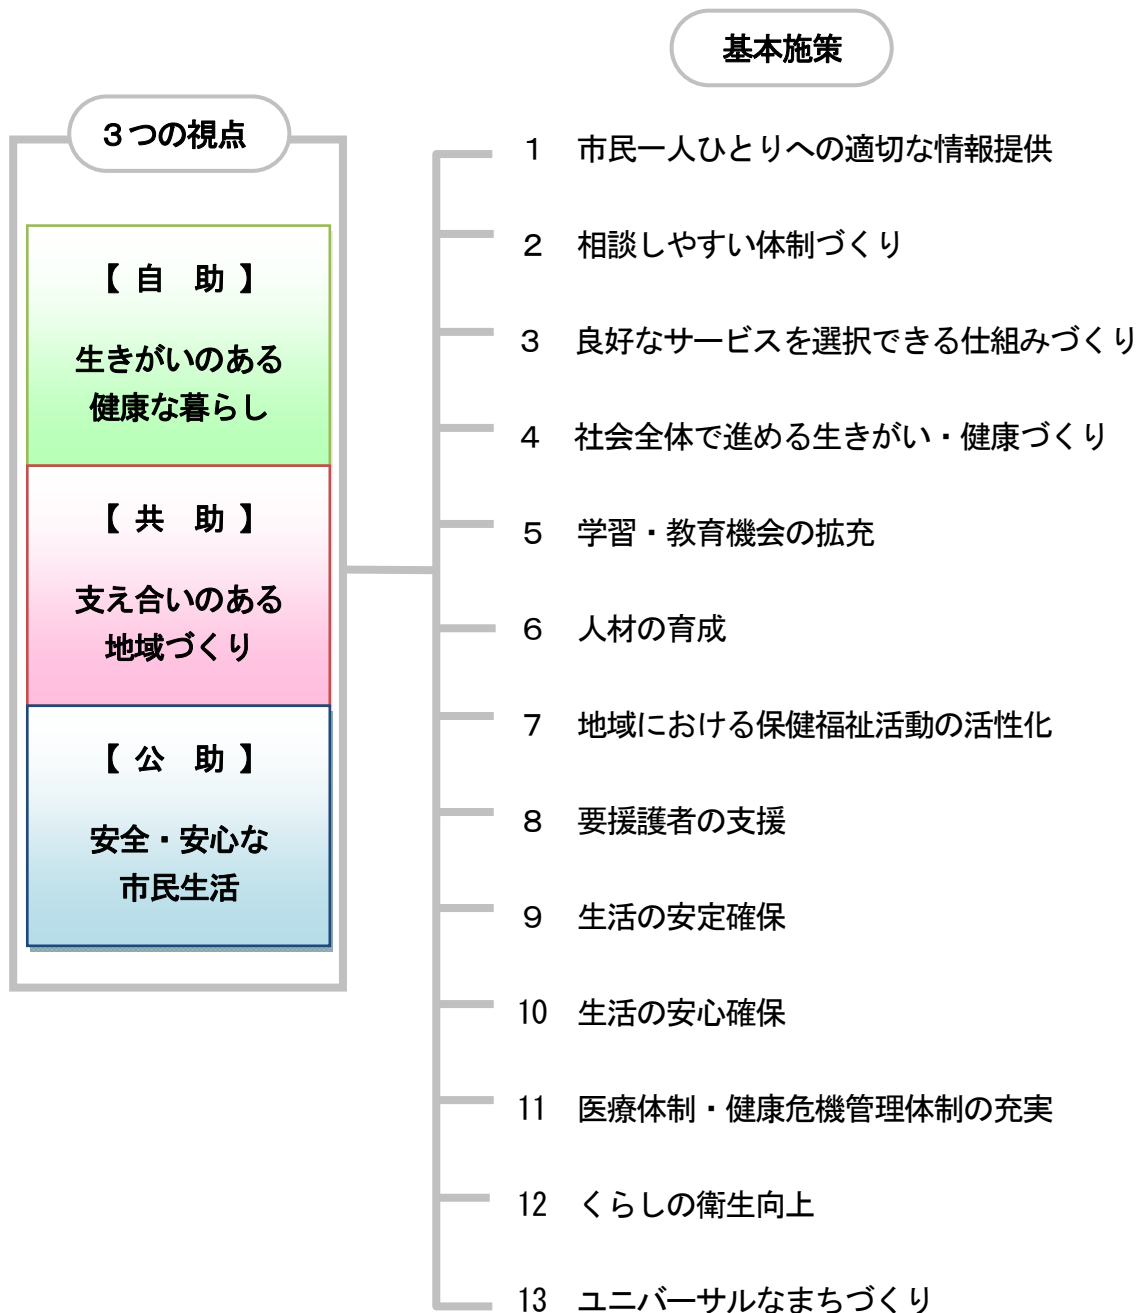 基本施策
3つの視点
【 自　助 】
生きがいのある
健康な暮らし
【 共　助 】
支え合いのある
地域づくり
【 公　助 】
安全・安心な
市民生活
1　市民一人ひとりへの適切な情報提供
2　相談しやすい体制づくり
3　良好なサービスを選択できる仕組みづくり
4　社会全体で進める生きがい・健康づくり
5　学習・教育機会の拡充
6　人材の育成
7　地域における保健福祉活動の活性化
8　要援護者の支援
9　生活の安定確保
10　生活の安心確保
11　医療体制・健康危機管理体制の充実
12　くらしの衛生向上
13　ユニバーサルなまちづくり